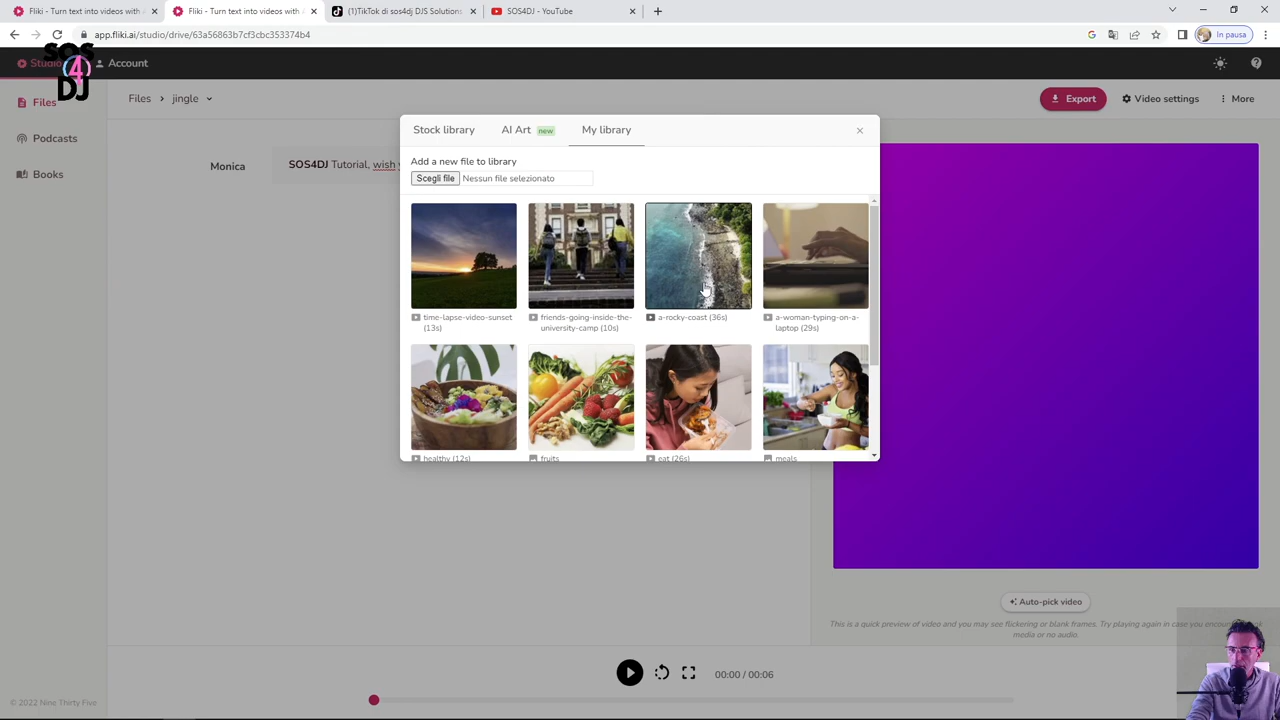 Fliki - Turn text into videos with A
Fliki - Turn text into videos with A
(1)TikTok di sos4dj DJS Solutions
SOS4DJ - YouTube
app.fliki.ai/studio/drive/63a56863b7cf3cbc353374b4
In pausa
SOS
4
DJ
Studio
Account
Files
Podcasts
Books
Files > jingle
Export
Video settings
More
Monica
SOS4DJ Tutorial, wish
Stock library
AI Art new
My library
Add a new file to library
Scegli file Nessun file selezionato
time-lapse-video-sunset
(13s)
friends-going-inside-the-
university-camp (10s)
a-rocky-coast (36s)
a-woman-typing-on-a-
laptop (29s)
healthy (12s)
fruits
eat (26s)
meals
Auto-pick video
This is a quick preview of video and you may see flickering or blank frames. Try playing again in case you
media or no audio.
00:00 / 00:06
© 2022 Nine Thirty Five